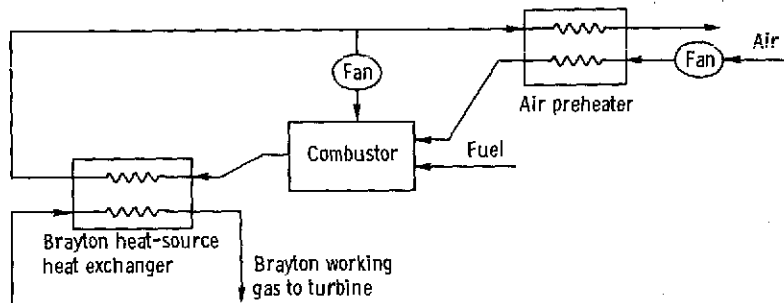 Fan
Fan
Air
Air preheater
Combustor
Fuel
Brayton heat-source
heat exchanger
Brayton working
gas to turbine